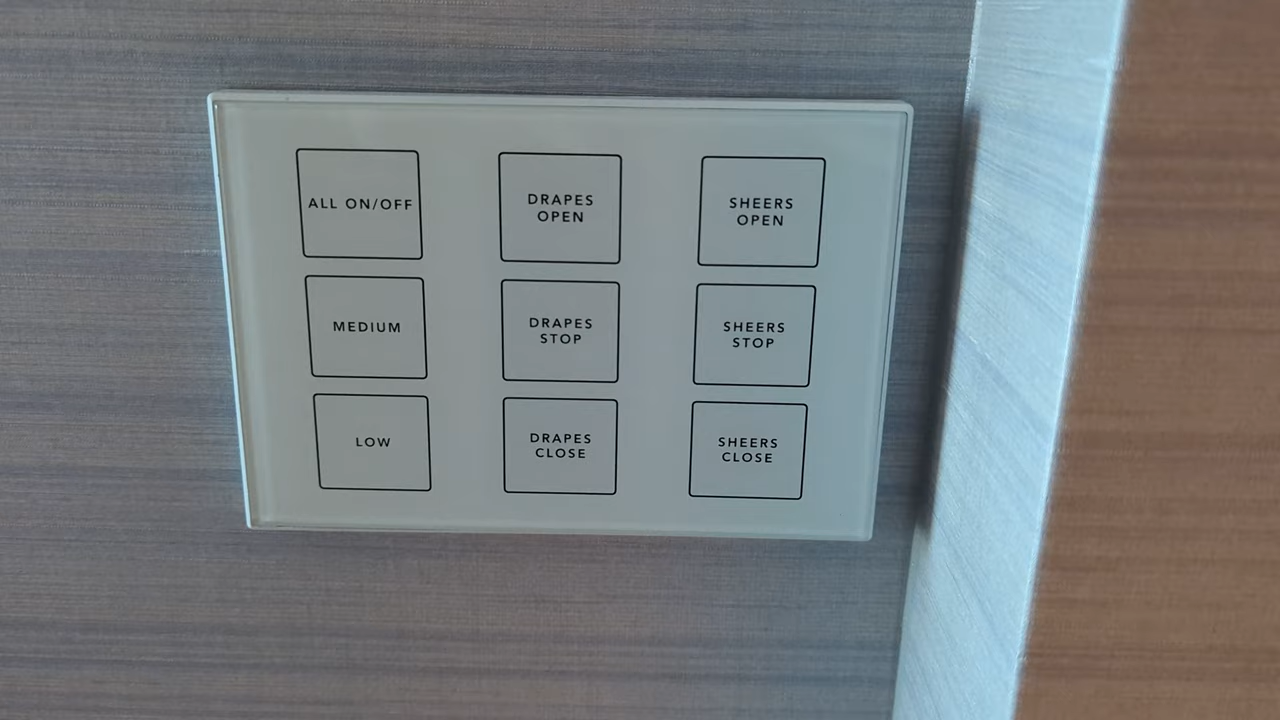 ALL ON/OFF
DRAPES
OPEN
SHEERS
OPEN
MEDIUM
DRAPES
STOP
SHEERS
STOP
LOW
DRAPES
CLOSE
SHEERS
CLOSE